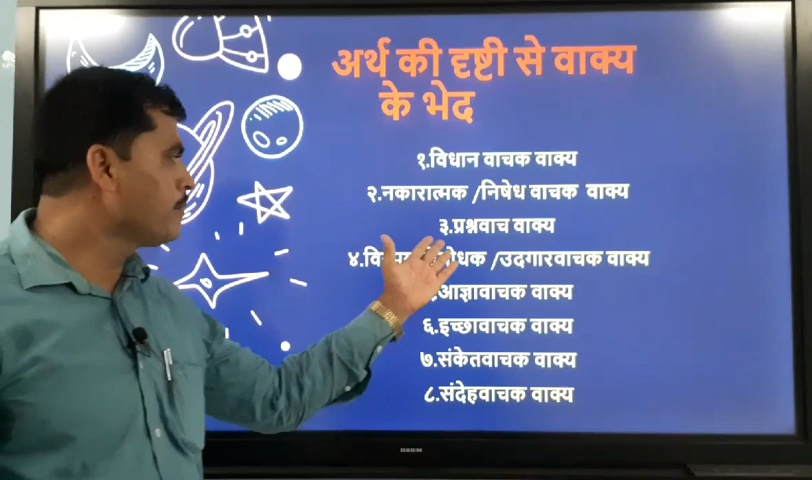 अर्थ की दृष्टी से वाक्य
के भेद
१.विधान वाचक वाक्य
२.नकारात्मक /निषेध वाचक वाक्य
३.प्रश्नवाच वाक्य
४. /उदगारवाचक वाक्य
आज्ञावाचक वाक्य
६.इच्छावाचक वाक्य
७.संकेतवाचक वाक्य
८.संदेहवाचक वाक्य
SAMSUNG